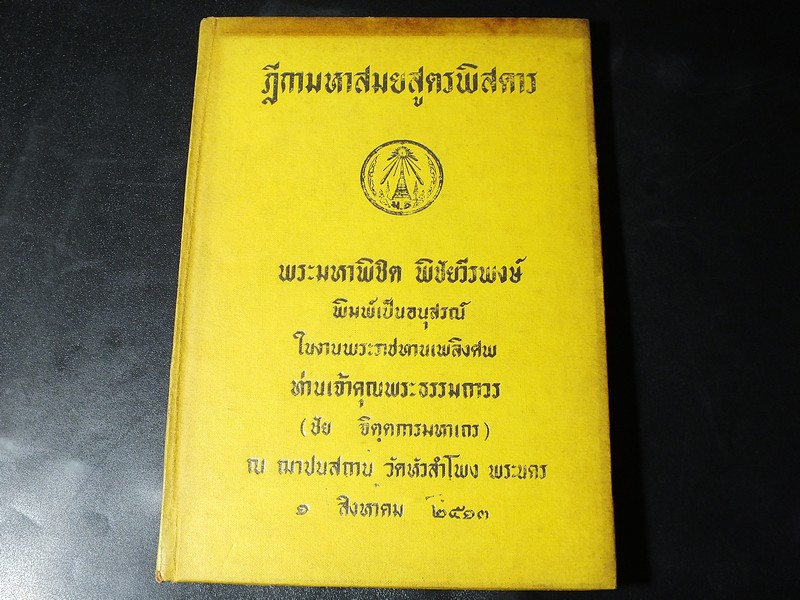 ฎีกามหาสมยสูตรพิสดาร
ม.ธ
พระมหาพิชิต พิชัยวีรพงษ์
พิมพ์เป็นอนุสรณ์
ในงานพระราชทานเพลิงศพ
ท่านเจ้าคุณพระธรรมถาวร
(ชัย จิตฺตการมหาเถร)
ณ ฌาปนสถาน วัดหัวลำโพง พระนคร
๑ สิงหาคม ๒๕๑๓